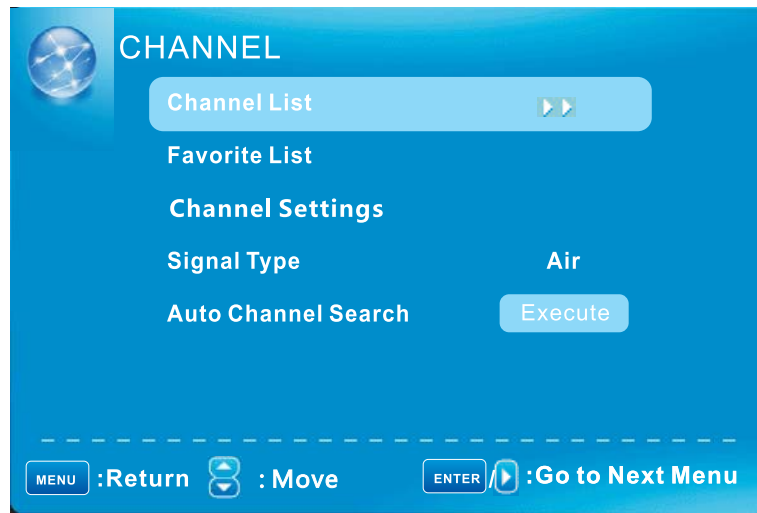 CHANNEL
Channel List
Favorite List
Channel Settings
Signal Type Air
Auto Channel Search Execute
MENU :Return : Move ENTER / :Go to Next Menu